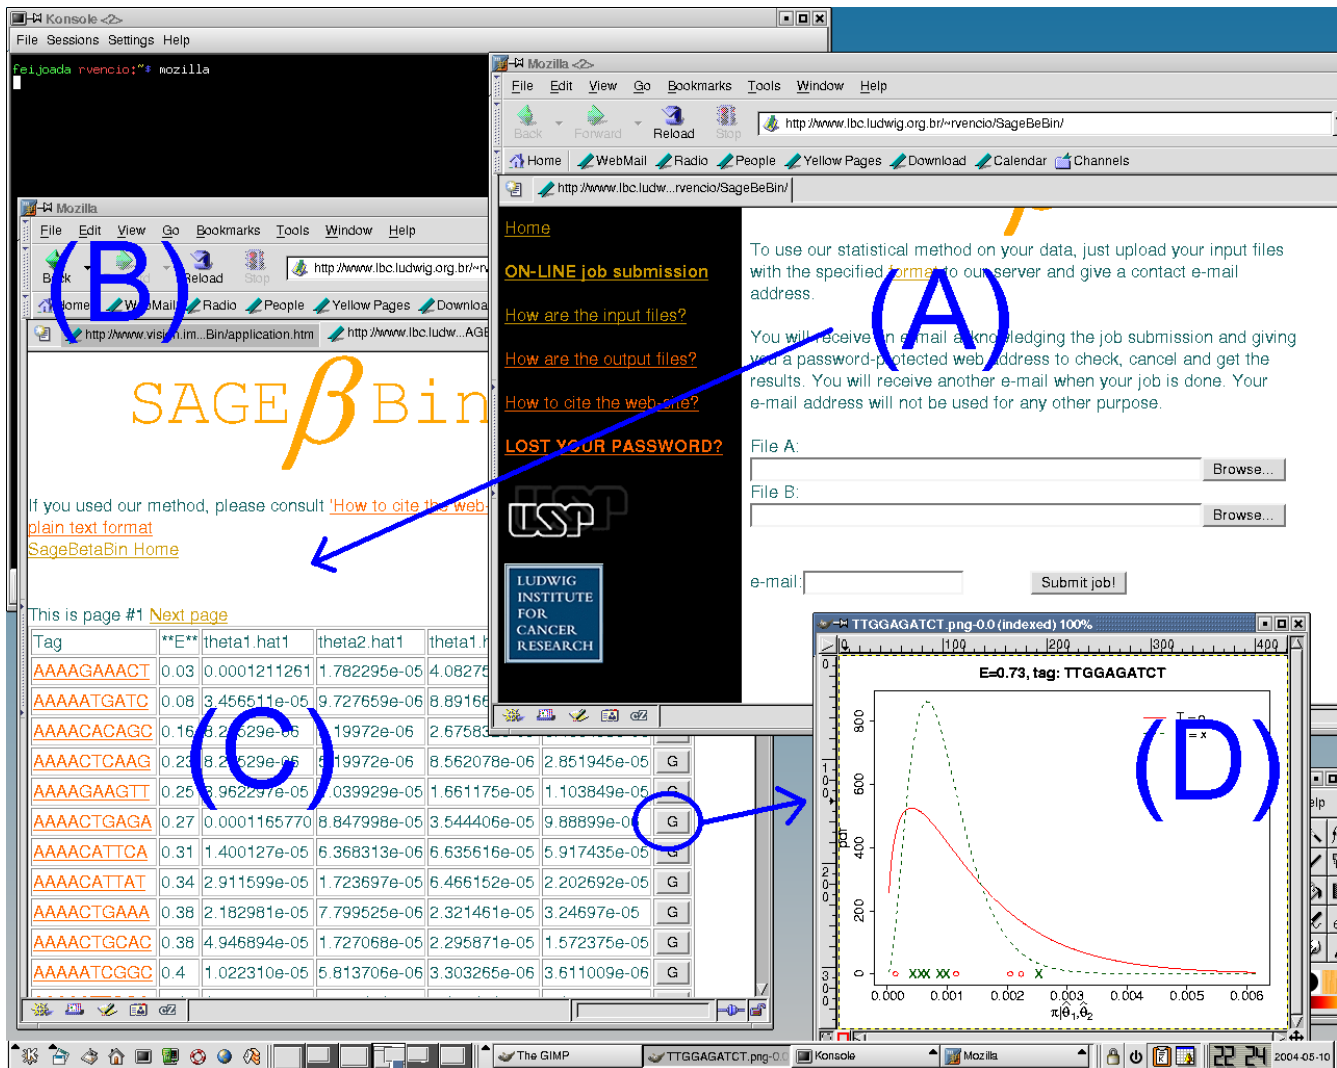 Konsole <2>
File Sessions Settings Help
feijoada rvencio:~$ mozilla
Mozilla <2>
File Edit View Go Bookmarks Tools Window Help
Back Forward Reload Stop http://www.lbc.ludwig.org.br/~rvencio/SageBeBin/
Home WebMail Radio People Yellow Pages Download Calendar Channels
http://www.lbc.ludw...rvencio/SageBeBin/
Home
ON-LINE job submission
How are the input files?
How are the output files?
How to cite the web-site?
LOST YOUR PASSWORD?
USP
LUDWIG
INSTITUTE
FOR
CANCER
RESEARCH
β
To use our statistical method on your data, just upload your input files
with the specified format to our server and give a contact e-mail
address.
(A)
You will receive an e-mail acknowledging the job submission and giving
you a password-protected web address to check, cancel and get the
results. You will receive another e-mail when your job is done. Your
e-mail address will not be used for any other purpose.
File A:
Browse...
File B:
Browse...
e-mail:
Submit job!
Mozilla
File Edit View Go Bookmarks Tools Window Help
(B)
Back Reload Stop http://www.lbc.ludwig.org.br/~rv
Home WebMail Radio People Yellow Pages Downloa
http://www.vision.im...Bin/application.htm http://www.lbc.ludw...AGE
SAGE β Bin
If you used our method, please consult 'How to cite the web-
plain text format
SageBetaBin Home
This is page #1 Next page
Tag **E** theta1.hat1 theta2.hat1 theta1.h
AAAAGAAACT 0.03 0.0001211261 1.782295e-05 4.08275
AAAAATGATC 0.08 3.456511e-05 9.727659e-06 8.89166
AAAACACAGC 0.16
AAAACTCAAG 0.23 8.562078e-06 2.851945e-05 G
AAAAGAAGTT 0.25 1.661175e-05 1.103849e-05 G
AAAACTGAGA 0.27 0.0001165770 8.847998e-05 3.544406e-05 G
AAAACATTCA 0.31 1.400127e-05 6.368313e-06 6.635616e-05 5.917435e-05 G
AAAACATTAT 0.34 2.911599e-05 1.723697e-05 6.466152e-05 2.202692e-05 G
AAAACTGAAA 0.38 2.182981e-05 7.799525e-06 2.321461e-05 3.24697e-05 G
AAAACTGCAC 0.38 4.946894e-05 1.727068e-05 2.295871e-05 1.572375e-05 G
AAAAATCGGC 0.4 1.022310e-05 5.813706e-06 3.303265e-06 3.611009e-06 G
(C)
TTGGAGATCT.png-0.0 (indexed) 100%
0 100 200 300 400
E=0.73, tag: TTGGAGATCT
(D)
pdf
800
600
400
200
0
0.000 0.001 0.002 0.003 0.004 0.005 0.006
π|θ̂1,θ̂2
elp
The GIMP TTGGAGATCT.png-0.0 Konsole Mozilla 22 24 2004-05-10